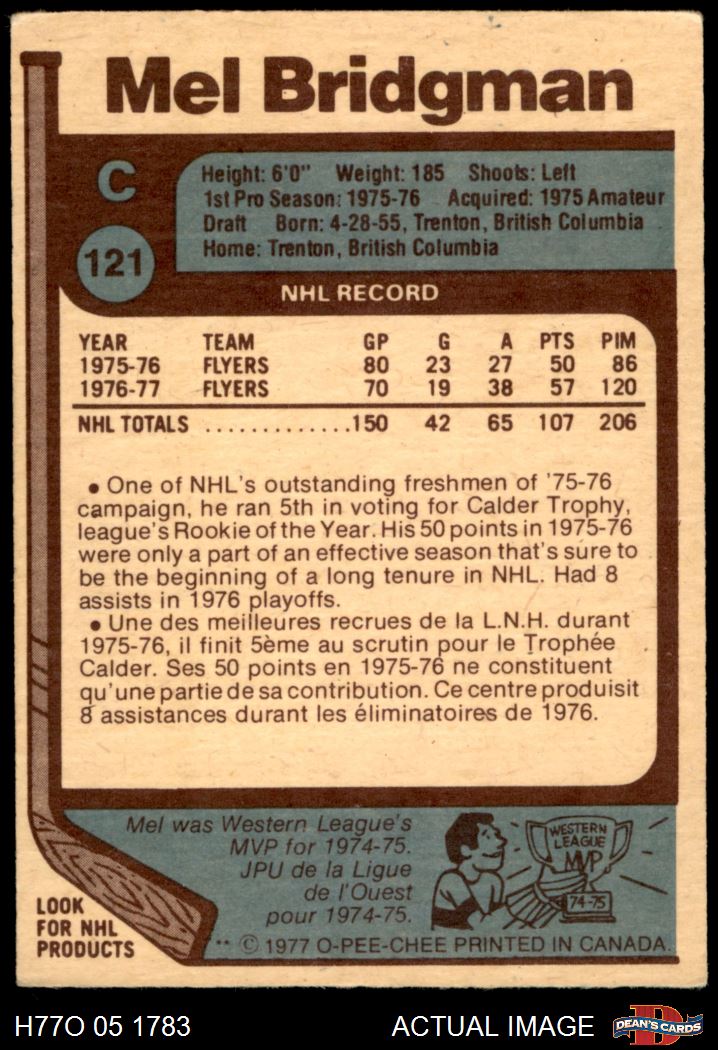 Mel Bridgman
C
121
Height: 6'0" Weight: 185 Shoots: Left
1st Pro Season: 1975-76 Acquired: 1975 Amateur
Draft Born: 4-28-55, Trenton, British Columbia
Home: Trenton, British Columbia
NHL RECORD
YEAR TEAM GP G A PTS PIM
1975-76 FLYERS 80 23 27 50 86
1976-77 FLYERS 70 19 38 57 120
NHL TOTALS .............150 42 65 107 206
• One of NHL's outstanding freshmen of '75-76
campaign, he ran 5th in voting for Calder Trophy,
league's Rookie of the Year. His 50 points in 1975-76
were only a part of an effective season that's sure to
be the beginning of a long tenure in NHL. Had 8
assists in 1976 playoffs.
• Une des meilleures recrues de la L.N.H. durant
1975-76, il finit 5ème au scrutin pour le Trophée
Calder. Ses 50 points en 1975-76 ne constituent
qu'une partie de sa contribution. Ce centre produisit
8 assistances durant les éliminatoires de 1976.
Mel was Western League's
MVP for 1974-75.
JPU de la Ligue
de l'Ouest
pour 1974-75.
WESTERN
LEAGUE
MVP
74-75
LOOK
FOR NHL
PRODUCTS
** © 1977 O-PEE-CHEE PRINTED IN CANADA.
H77O 05 1783 ACTUAL IMAGE DEAN'S CARDS